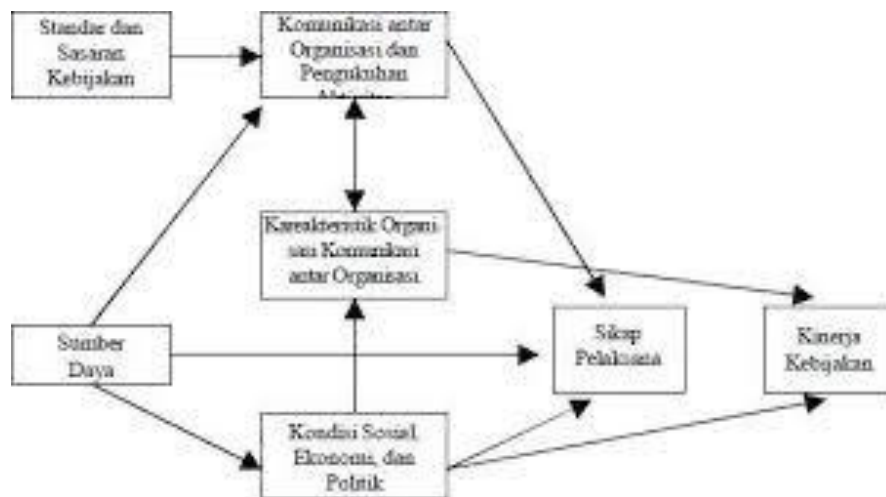 Standar dan
Sasaran
Kebijakan
Komunikasi antar
Organisasi dan
Pengukuhan
Aktivitas
Karakteristik Organi-
sasi Komunikasi
antar Organisasi
Sumber
Daya
Sikap
Pelaksana
Kinerja
Kebijakan
Kondisi Sosial,
Ekonomi, dan
Politik